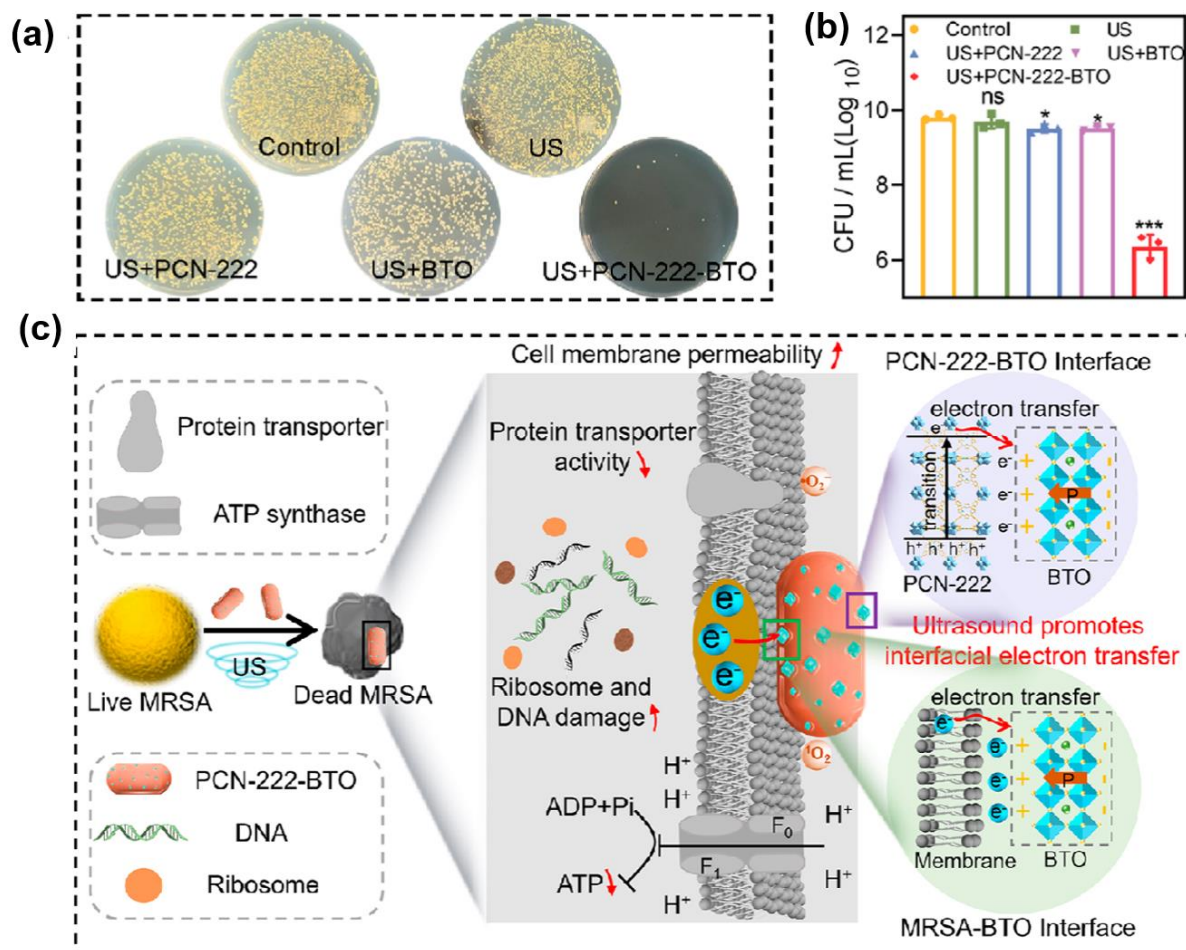 (a)
Control
US
US+PCN-222
US+BTO
US+PCN-222-BTO
(b)
CFU / mL(Log 10)
12
10
8
6
Control
US
US+PCN-222
US+BTO
US+PCN-222-BTO
ns
*
*
***
(c)
Protein transporter
ATP synthase
Live MRSA
US
Dead MRSA
PCN-222-BTO
DNA
Ribosome
Cell membrane permeability
Protein transporter
activity
Ribosome and
DNA damage
ADP+Pi
ATP
H⁺
H⁺
H⁺
H⁺
H⁺
F₀
F₁
e⁻
e⁻
e⁻
·O₂⁻
¹O₂
PCN-222-BTO Interface
electron transfer
e⁻
transition
h⁺ h⁺ h⁺ h⁺
PCN-222
e⁻ +
e⁻ +
e⁻ +
P
BTO
Ultrasound promotes
interfacial electron transfer
electron transfer
e⁻
e⁻ +
e⁻ +
e⁻ +
P
Membrane
BTO
MRSA-BTO Interface